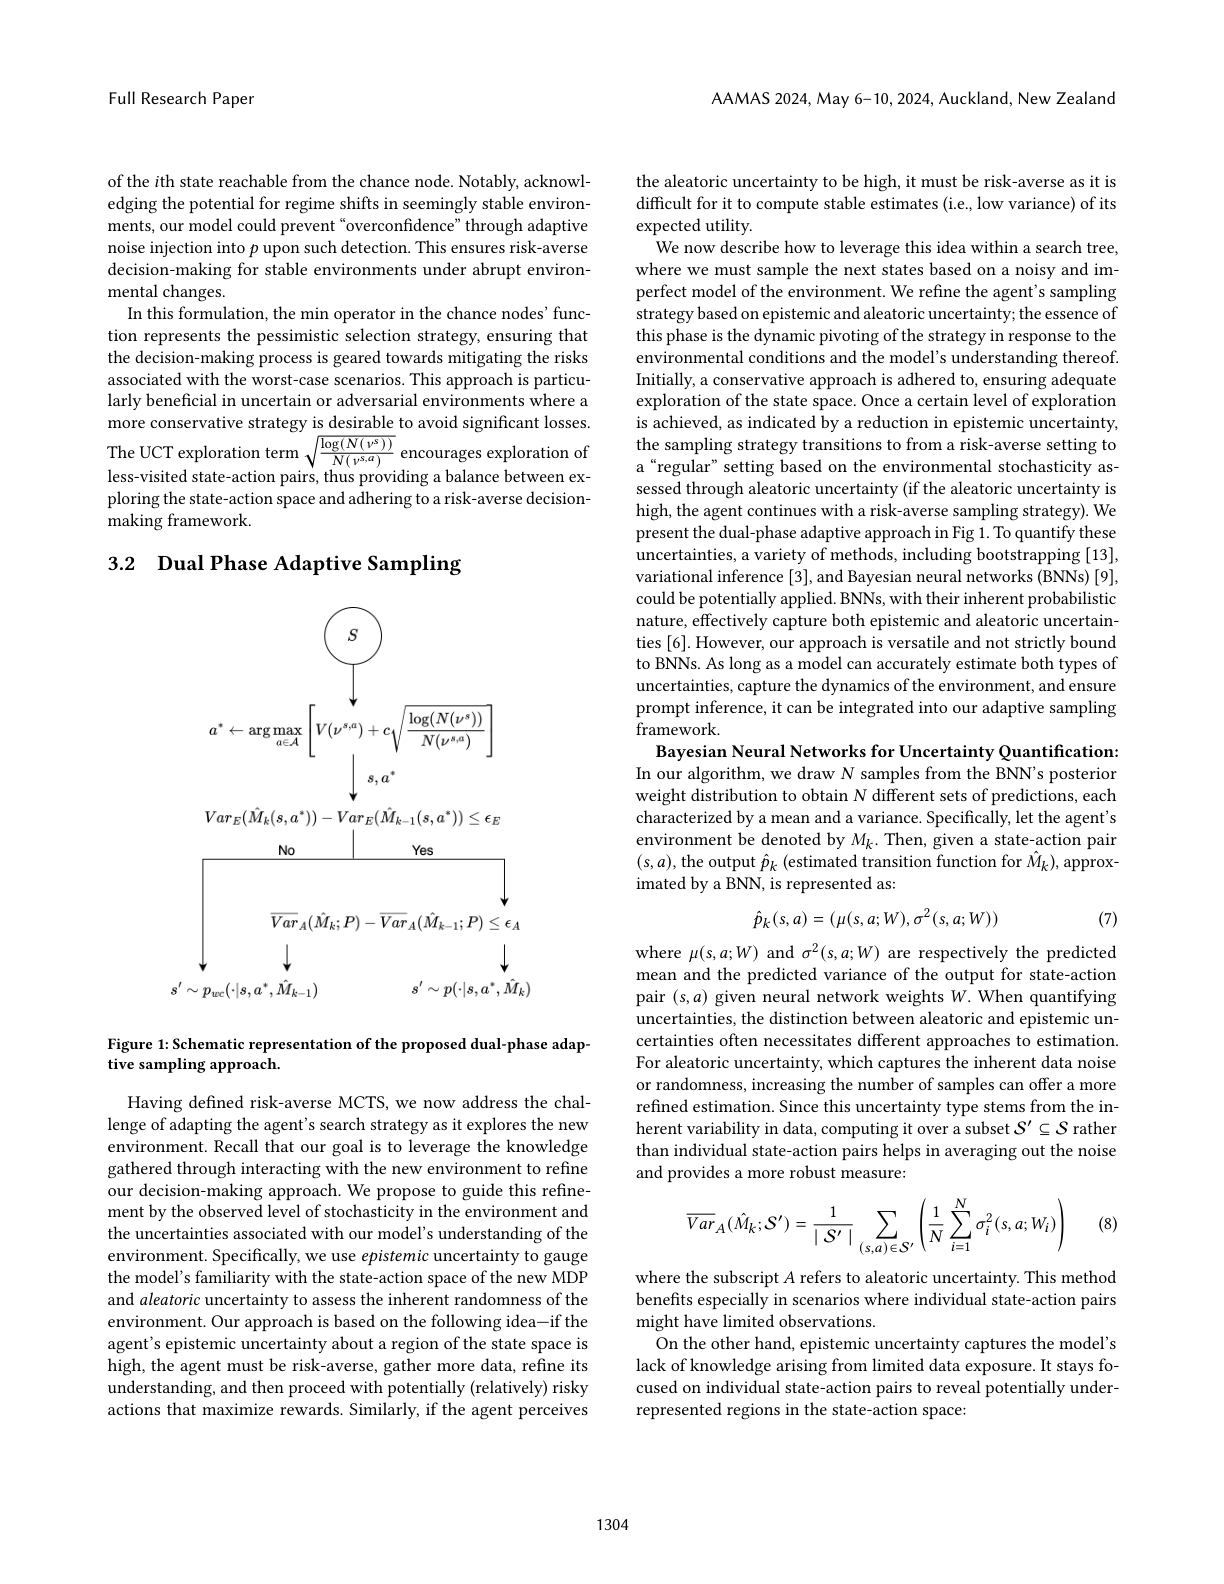 Full Research Paper
AAMAS 2024, May 6–10, 2024, Auckland, New Zealand
of the ith state reachable from the chance node. Notably, acknowl-
edging the potential for regime shifts in seemingly stable environ-
ments, our model could prevent “overconfidence” through adaptive
noise injection into p upon such detection. This ensures risk-averse
decision-making for stable environments under abrupt environ-
mental changes.
In this formulation, the min operator in the chance nodes’ func-
tion represents the pessimistic selection strategy, ensuring that
the decision-making process is geared towards mitigating the risks
associated with the worst-case scenarios. This approach is particu-
larly beneficial in uncertain or adversarial environments where a
more conservative strategy is desirable to avoid significant losses.
The UCT exploration term √(log(N(ν^s))/N(ν^{s,a})) encourages exploration of
less-visited state-action pairs, thus providing a balance between ex-
ploring the state-action space and adhering to a risk-averse decision-
making framework.
3.2 Dual Phase Adaptive Sampling
S
a* ← arg max_{a∈𝒜} [V(ν^{s,a}) + c√(log(N(ν^s))/N(ν^{s,a}))]
s, a*
Var_E(M̂_k(s, a*)) − Var_E(M̂_{k−1}(s, a*)) ≤ ϵ_E
No Yes
V̅a̅r̅_A(M̂_k; P) − V̅a̅r̅_A(M̂_{k−1}; P) ≤ ϵ_A
s′ ∼ p_{wc}(·|s, a*, M̂_{k−1}) s′ ∼ p(·|s, a*, M̂_k)
Figure 1: Schematic representation of the proposed dual-phase adap-
tive sampling approach.
Having defined risk-averse MCTS, we now address the chal-
lenge of adapting the agent’s search strategy as it explores the new
environment. Recall that our goal is to leverage the knowledge
gathered through interacting with the new environment to refine
our decision-making approach. We propose to guide this refine-
ment by the observed level of stochasticity in the environment and
the uncertainties associated with our model’s understanding of the
environment. Specifically, we use epistemic uncertainty to gauge
the model’s familiarity with the state-action space of the new MDP
and aleatoric uncertainty to assess the inherent randomness of the
environment. Our approach is based on the following idea—if the
agent’s epistemic uncertainty about a region of the state space is
high, the agent must be risk-averse, gather more data, refine its
understanding, and then proceed with potentially (relatively) risky
actions that maximize rewards. Similarly, if the agent perceives
the aleatoric uncertainty to be high, it must be risk-averse as it is
difficult for it to compute stable estimates (i.e., low variance) of its
expected utility.
We now describe how to leverage this idea within a search tree,
where we must sample the next states based on a noisy and im-
perfect model of the environment. We refine the agent’s sampling
strategy based on epistemic and aleatoric uncertainty; the essence of
this phase is the dynamic pivoting of the strategy in response to the
environmental conditions and the model’s understanding thereof.
Initially, a conservative approach is adhered to, ensuring adequate
exploration of the state space. Once a certain level of exploration
is achieved, as indicated by a reduction in epistemic uncertainty,
the sampling strategy transitions to from a risk-averse setting to
a “regular” setting based on the environmental stochasticity as-
sessed through aleatoric uncertainty (if the aleatoric uncertainty is
high, the agent continues with a risk-averse sampling strategy). We
present the dual-phase adaptive approach in Fig 1. To quantify these
uncertainties, a variety of methods, including bootstrapping [13],
variational inference [3], and Bayesian neural networks (BNNs) [9],
could be potentially applied. BNNs, with their inherent probabilistic
nature, effectively capture both epistemic and aleatoric uncertain-
ties [6]. However, our approach is versatile and not strictly bound
to BNNs. As long as a model can accurately estimate both types of
uncertainties, capture the dynamics of the environment, and ensure
prompt inference, it can be integrated into our adaptive sampling
framework.
Bayesian Neural Networks for Uncertainty Quantification:
In our algorithm, we draw N samples from the BNN’s posterior
weight distribution to obtain N different sets of predictions, each
characterized by a mean and a variance. Specifically, let the agent’s
environment be denoted by M_k. Then, given a state-action pair
(s, a), the output p̂_k (estimated transition function for M̂_k), approx-
imated by a BNN, is represented as:
p̂_k(s, a) = (μ(s, a; W), σ²(s, a; W)) (7)
where μ(s, a; W) and σ²(s, a; W) are respectively the predicted
mean and the predicted variance of the output for state-action
pair (s, a) given neural network weights W. When quantifying
uncertainties, the distinction between aleatoric and epistemic un-
certainties often necessitates different approaches to estimation.
For aleatoric uncertainty, which captures the inherent data noise
or randomness, increasing the number of samples can offer a more
refined estimation. Since this uncertainty type stems from the in-
herent variability in data, computing it over a subset 𝒮′ ⊆ 𝒮 rather
than individual state-action pairs helps in averaging out the noise
and provides a more robust measure:
V̅a̅r̅_A(M̂_k; 𝒮′) = 1/|𝒮′| ∑_{(s,a)∈𝒮′} (1/N ∑_{i=1}^N σ_i²(s, a; W_i)) (8)
where the subscript A refers to aleatoric uncertainty. This method
benefits especially in scenarios where individual state-action pairs
might have limited observations.
On the other hand, epistemic uncertainty captures the model’s
lack of knowledge arising from limited data exposure. It stays fo-
cused on individual state-action pairs to reveal potentially under-
represented regions in the state-action space:
1304